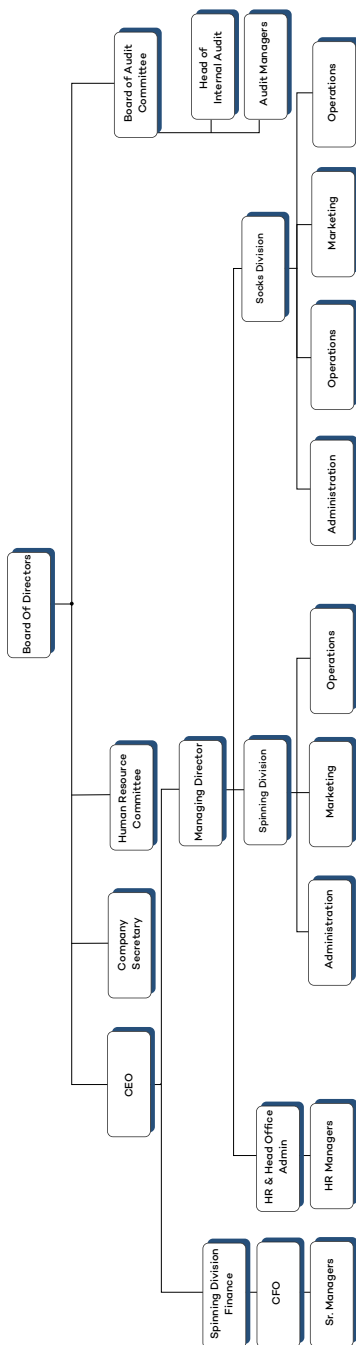 Board Of Directors
CEO
Company
Secretary
Human Resource
Committee
Board of Audit
Committee
Head of
Internal Audit
Audit Managers
Managing Director
Spinning Division
Finance
CFO
Sr. Managers
HR & Head Office
Admin
HR Managers
Spinning Division
Administration
Marketing
Operations
Socks Division
Administration
Operations
Marketing
Operations